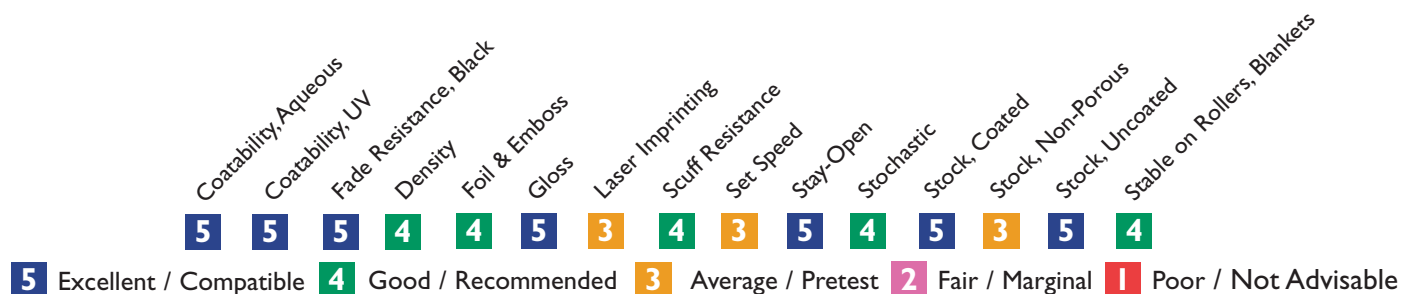 Coatability, Aqueous
Coatability, UV
Fade Resistance, Black
Density
Foil & Emboss
Gloss
Laser Imprinting
Scuff Resistance
Set Speed
Stay-Open
Stochastic
Stock, Coated
Stock, Non-Porous
Stock, Uncoated
Stable on Rollers, Blankets
5 5 5 4 4 5 3 4 3 5 4 5 3 5 4
5 Excellent / Compatible 4 Good / Recommended 3 Average / Pretest 2 Fair / Marginal 1 Poor / Not Advisable